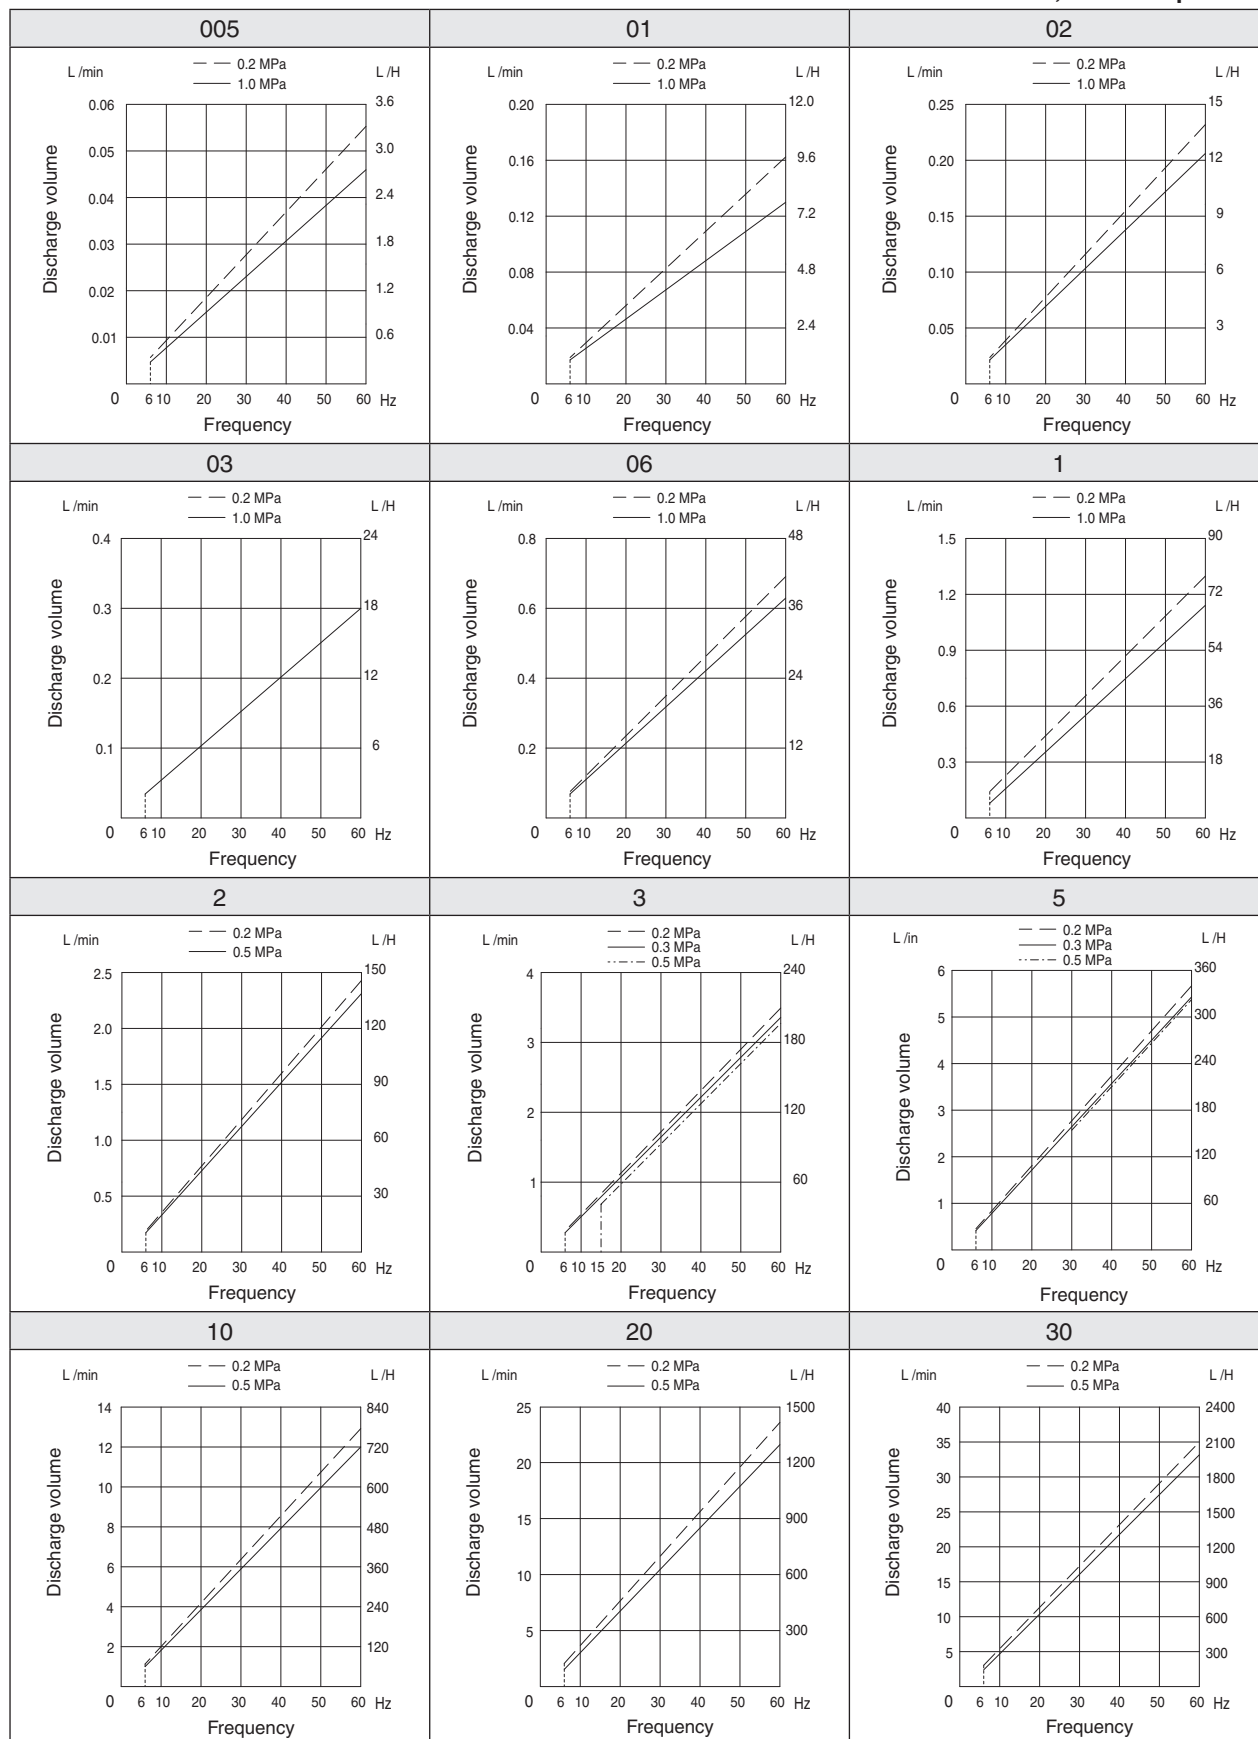 005 01 02
0.2 MPa 0.2 MPa 0.2 MPa
L /min L /H L /min L /H L /min L /H
1.0 MPa 1.0 MPa 1.0 MPa
0.06 3.6 0.20 12.0 0.25 15
0.05 3.0 0.16 9.6 0.20 12
0.04 2.4 0.12 7.2 0.15 9
0.03 1.8 0.08 4.8 0.10 6
0.02 1.2 0.04 2.4 0.05 3
0.01 0.6
Discharge volume Discharge volume Discharge volume
0 6 10 20 30 40 50 60 Hz 0 6 10 20 30 40 50 60 Hz 0 6 10 20 30 40 50 60 Hz
Frequency Frequency Frequency
03 06 1
0.2 MPa 0.2 MPa 0.2 MPa
L /min L /H L /min L /H L /min L /H
1.0 MPa 1.0 MPa 1.0 MPa
0.4 24 0.8 48 1.5 90
0.3 18 0.6 36 1.2 72
0.2 12 0.4 24 0.9 54
0.1 6 0.2 12 0.6 36
0.3 18
Discharge volume Discharge volume Discharge volume
0 6 10 20 30 40 50 60 Hz 0 6 10 20 30 40 50 60 Hz 0 6 10 20 30 40 50 60 Hz
Frequency Frequency Frequency
2 3 5
0.2 MPa 0.2 MPa 0.2 MPa
L /min L /H L /min L /H L /in L /H
0.5 MPa 0.3 MPa 0.3 MPa
0.5 MPa 0.5 MPa
2.5 150 4 240 6 360
2.0 120 3 180 5 300
1.5 90 2 120 4 240
1.0 60 1 60 3 180
0.5 30 2 120
1 60
Discharge volume Discharge volume Discharge volume
0 6 10 20 30 40 50 60 Hz 0 6 10 15 20 30 40 50 60 Hz 0 6 10 20 30 40 50 60 Hz
Frequency Frequency Frequency
10 20 30
0.2 MPa 0.2 MPa 0.2 MPa
L /min L /H L /min L /H L /min L /H
0.5 MPa 0.5 MPa 0.5 MPa
14 840 25 1500 40 2400
12 720 20 1200 35 2100
10 600 15 900 30 1800
8 480 10 600 25 1500
6 360 5 300 20 1200
4 240 15 900
2 120 10 600
5 300
Discharge volume Discharge volume Discharge volume
0 6 10 20 30 40 50 60 Hz 0 6 10 20 30 40 50 60 Hz 0 6 10 20 30 40 50 60 Hz
Frequency Frequency Frequency